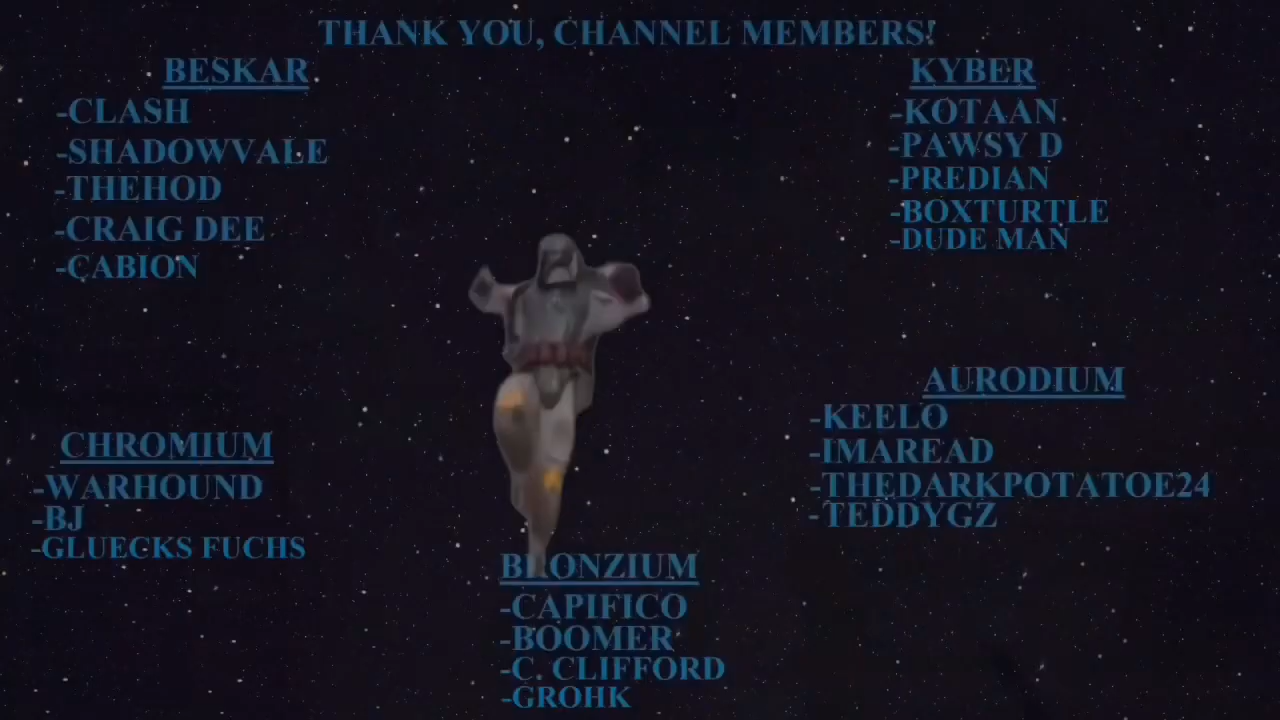 THANK YOU, CHANNEL MEMBERS!
BESKAR
-CLASH
-SHADOWVALE
-THEHOD
-CRAIG DEE
-CABION
KYBER
-KOTAAN
-PAWSY D
-PREDIAN
-BOXTURTLE
-DUDE MAN
CHROMIUM
-WARHOUND
-BJ
-GLUECKS FUCHS
AURODIUM
-KEELO
-IMAREAD
-THEDARKPOTATOE24
-TEDDYGZ
BRONZIUM
-CAPIFICO
-BOOMER
-C. CLIFFORD
-GROHK